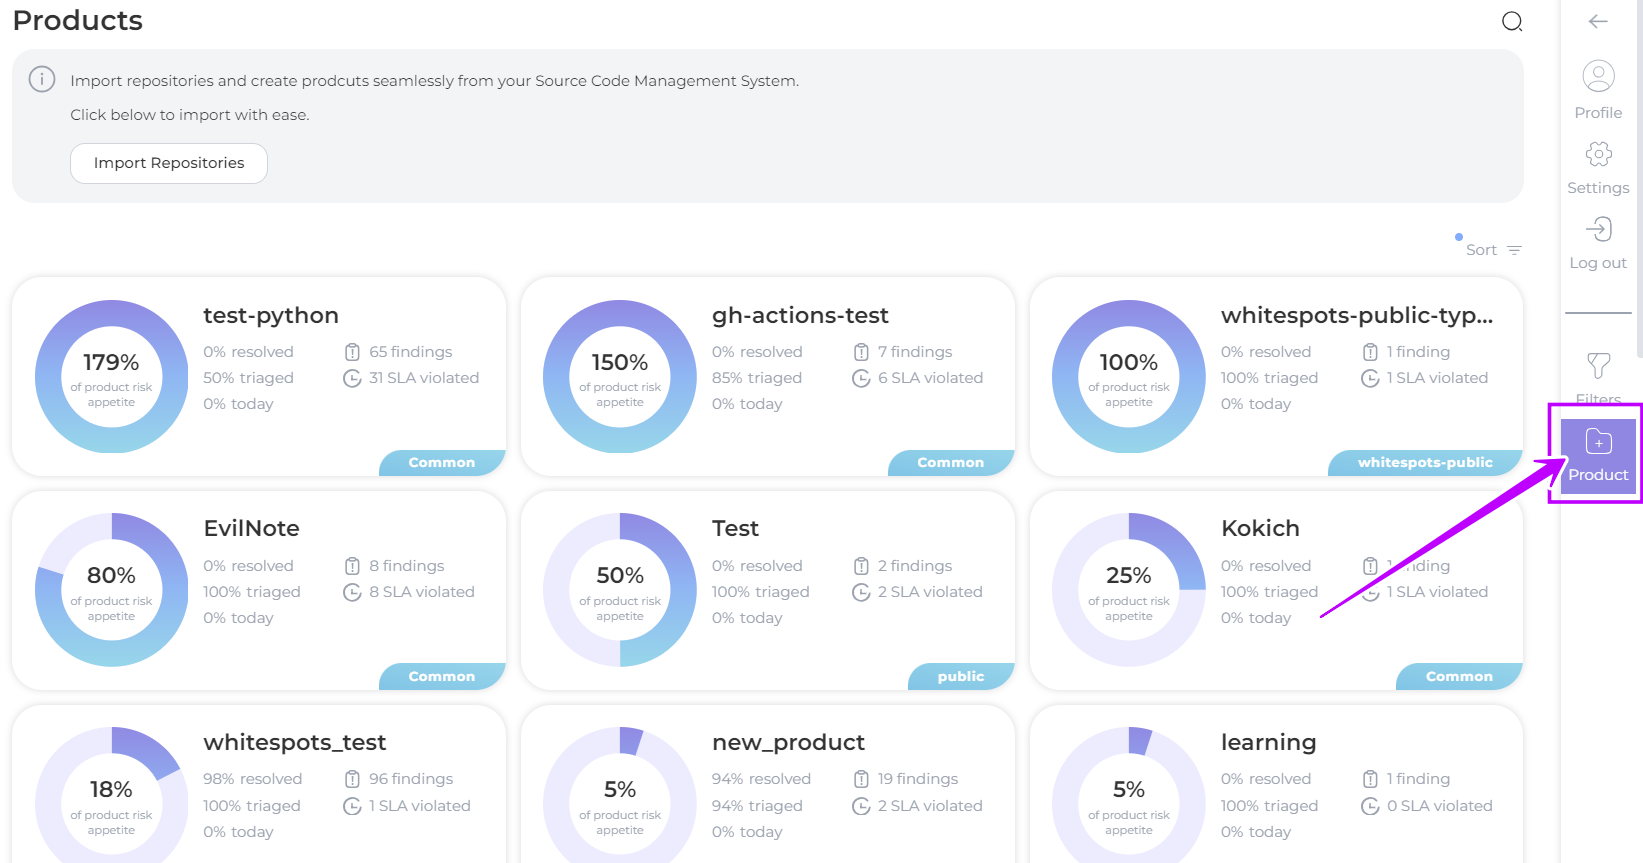 Products
Import repositories and create prodcuts seamlessly from your Source Code Management System.
Click below to import with ease.
Import Repositories
Sort
179%
of product risk
appetite
test-python
0% resolved
65 findings
50% triaged
31 SLA violated
0% today
Common
150%
of product risk
appetite
gh-actions-test
0% resolved
7 findings
85% triaged
6 SLA violated
0% today
Common
100%
of product risk
appetite
whitespots-public-typ...
0% resolved
1 finding
100% triaged
1 SLA violated
0% today
whitespots-public
80%
of product risk
appetite
EvilNote
0% resolved
8 findings
100% triaged
8 SLA violated
0% today
Common
50%
of product risk
appetite
Test
0% resolved
2 findings
100% triaged
2 SLA violated
0% today
public
25%
of product risk
appetite
Kokich
0% resolved
100% triaged
1 SLA violated
0% today
Common
18%
of product risk
appetite
whitespots_test
98% resolved
96 findings
100% triaged
1 SLA violated
0% today
5%
of product risk
appetite
new_product
94% resolved
19 findings
94% triaged
2 SLA violated
0% today
5%
of product risk
appetite
learning
0% resolved
1 finding
100% triaged
0 SLA violated
0% today
Profile
Settings
Log out
Filters
Product